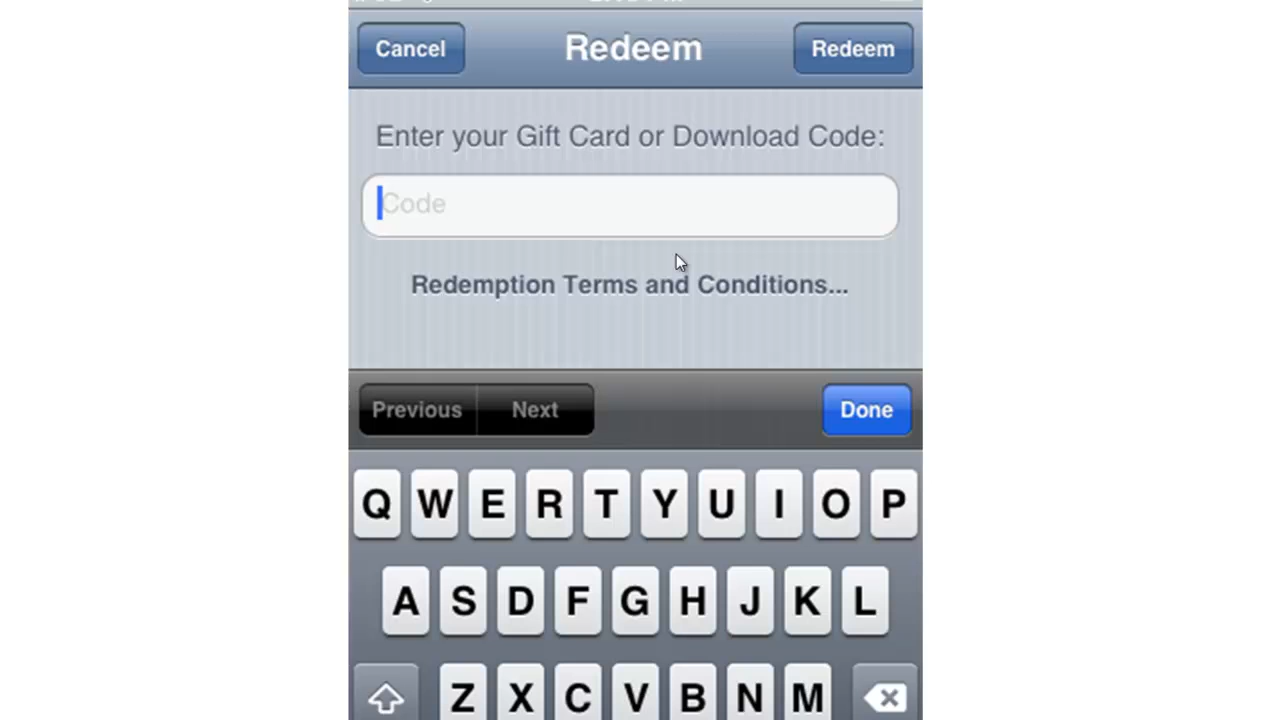 Cancel Redeem Redeem
Enter your Gift Card or Download Code:
Code
Redemption Terms and Conditions...
Previous Next Done
Q W E R T Y U I O P
A S D F G H J K L
Z X C V B N M